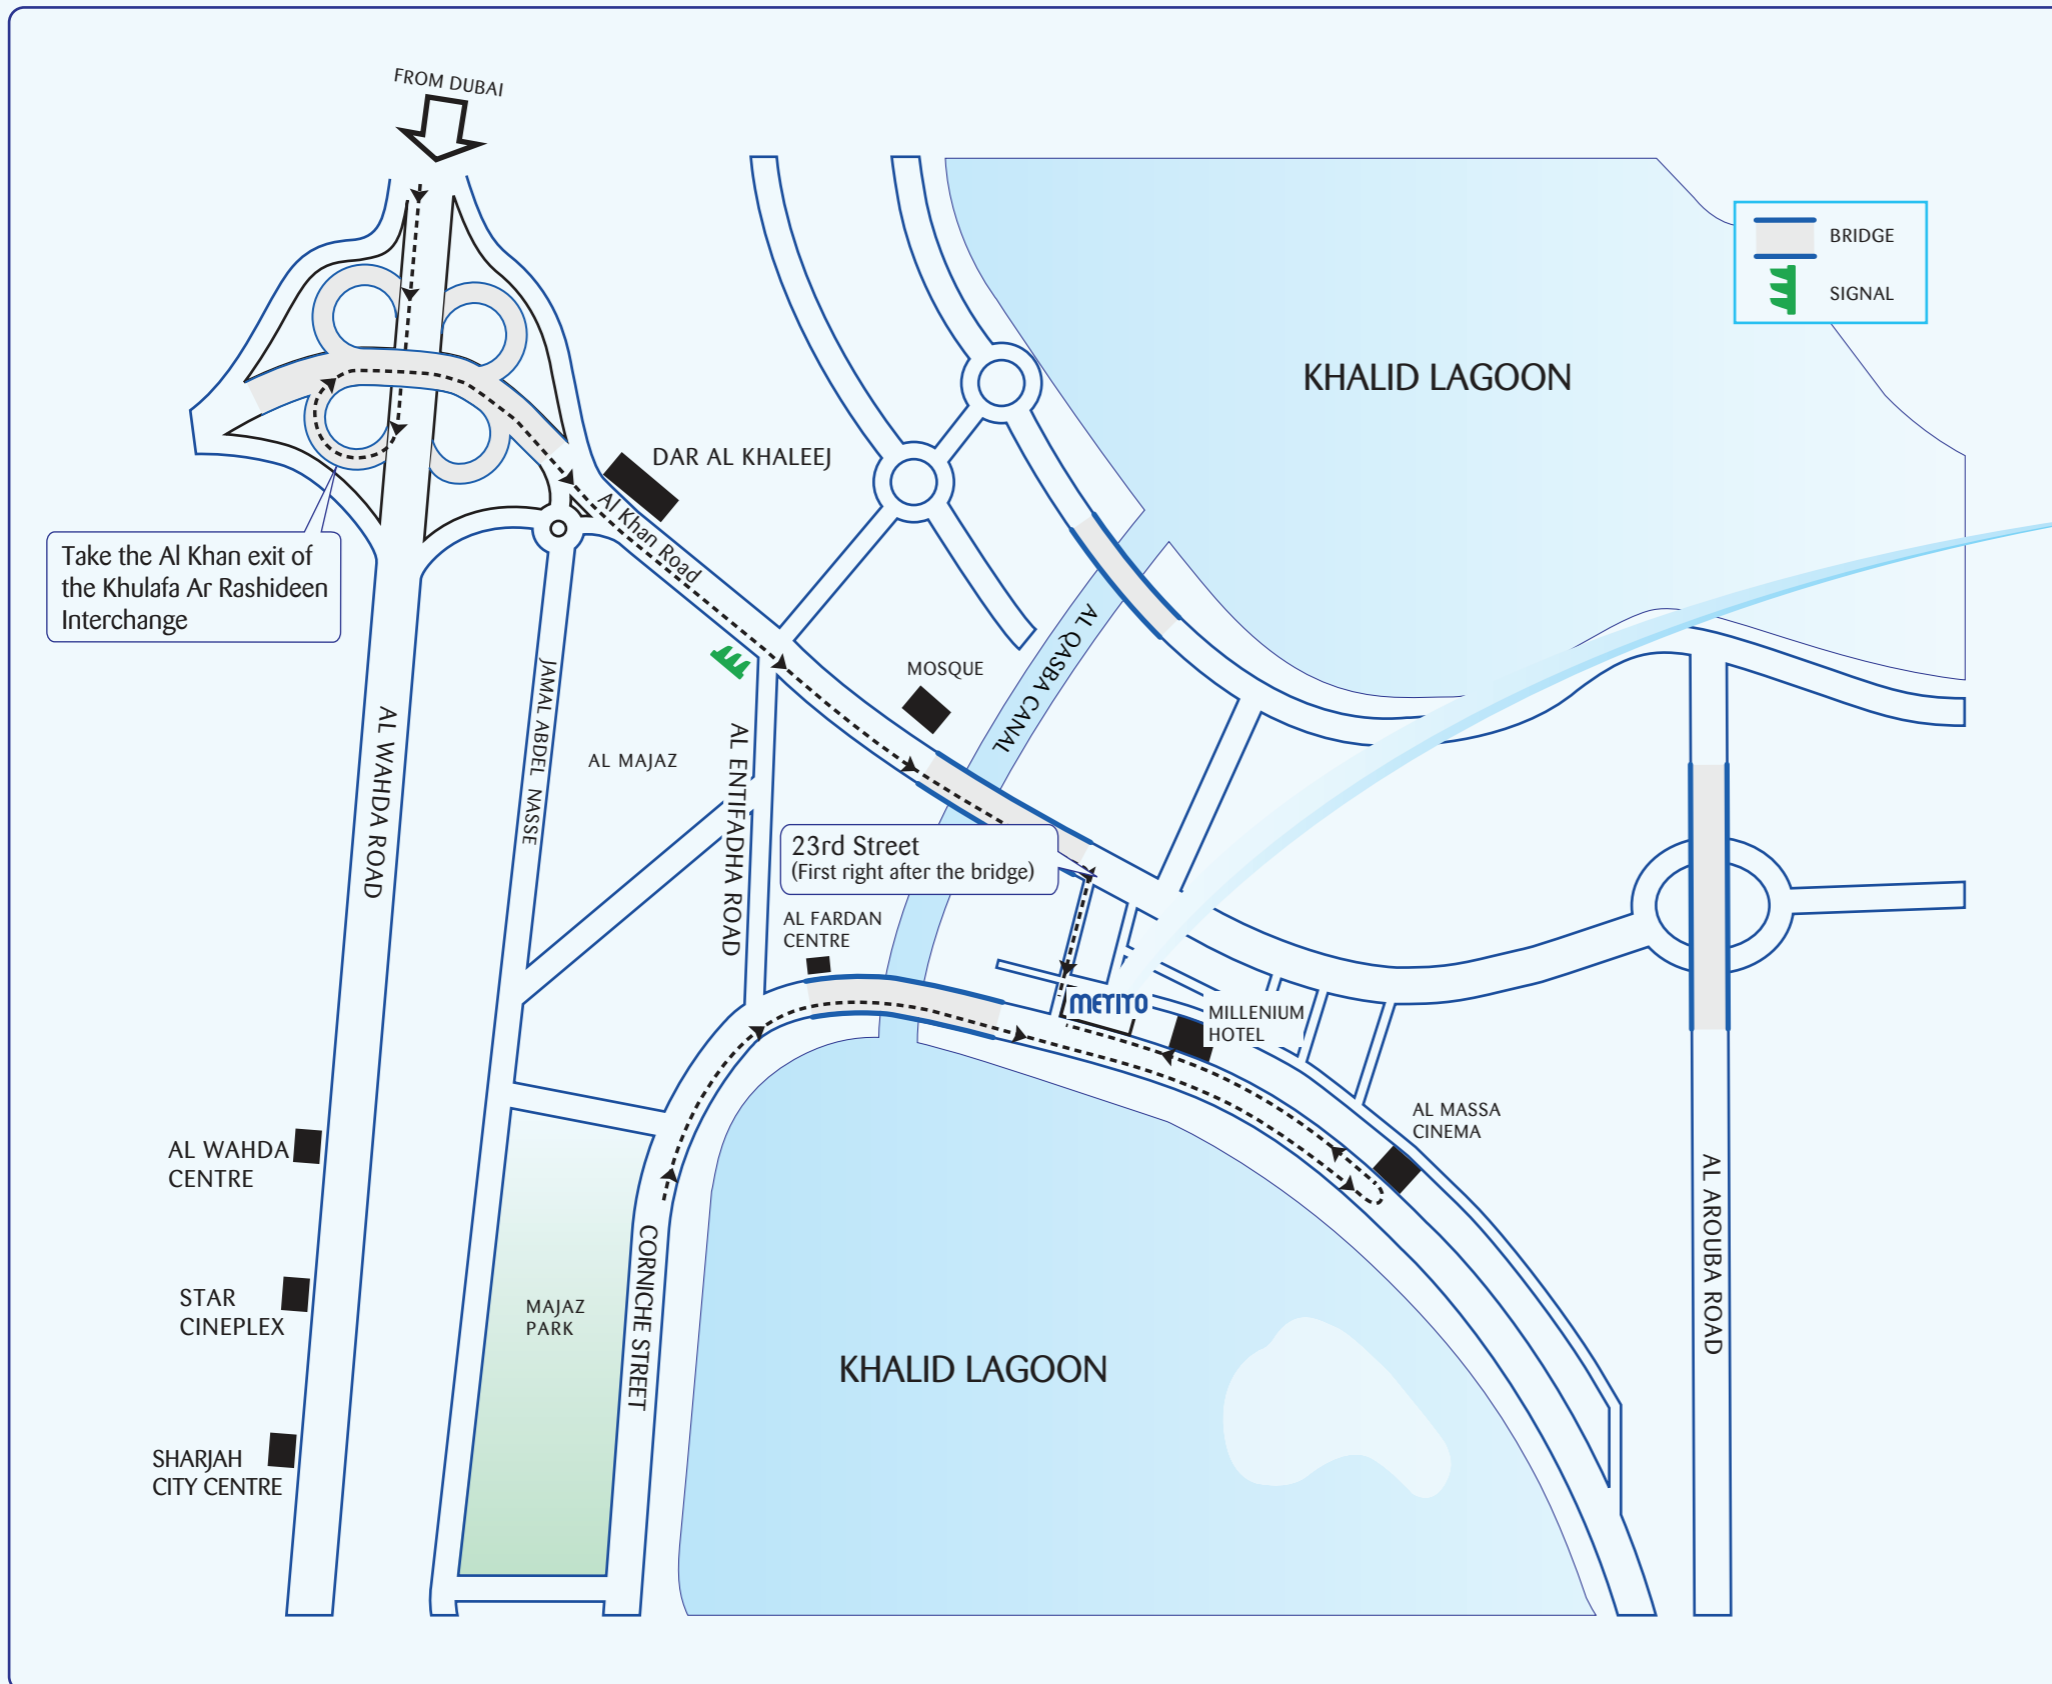 FROM DUBAI
BRIDGE
SIGNAL
KHALID LAGOON
DAR AL KHALEEJ
Al Khan Road
Take the Al Khan exit of
the Khulafa Ar Rashideen
Interchange
AL QASBA CANAL
MOSQUE
JAMAL ABDEL NASSE
AL WAHDA ROAD
AL MAJAZ
AL ENTIFADHA ROAD
23rd Street
(First right after the bridge)
AL FARDAN
CENTRE
METITO
MILLENIUM
HOTEL
AL MASSA
CINEMA
AL WAHDA
CENTRE
AL AROUBA ROAD
STAR
CINEPLEX
MAJAZ
PARK
CORNICHE STREET
KHALID LAGOON
SHARJAH
CITY CENTRE